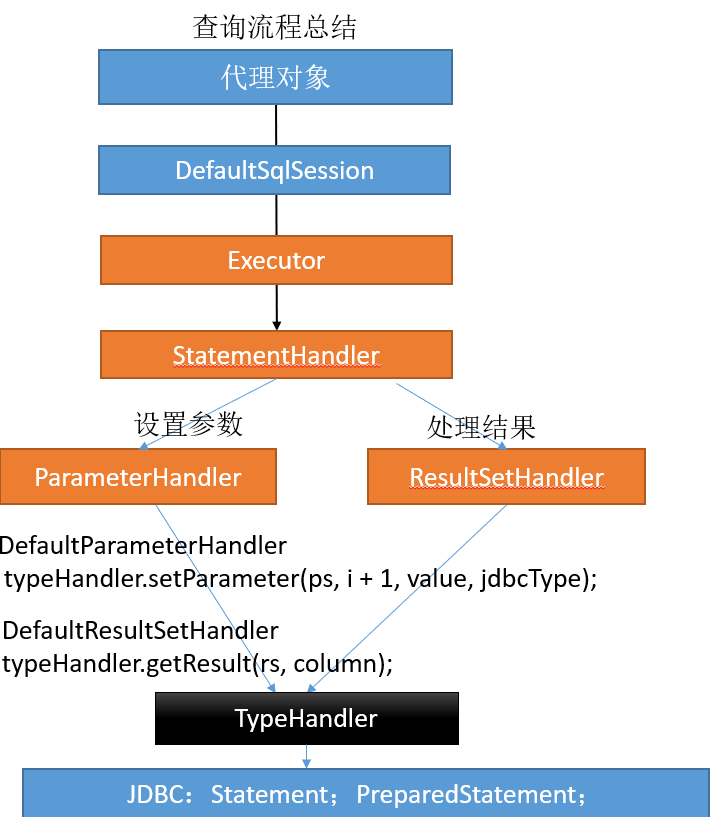 查询流程总结
代理对象
DefaultSqlSession
Executor
StatementHandler
设置参数
处理结果
ParameterHandler
ResultSetHandler
DefaultParameterHandler
typeHandler.setParameter(ps, i + 1, value, jdbcType);
DefaultResultSetHandler
typeHandler.getResult(rs, column);
TypeHandler
JDBC：Statement；PreparedStatement；